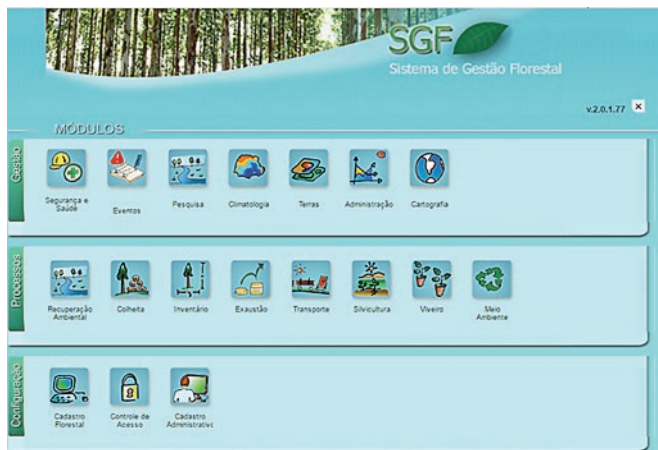 SGF
Sistema de Gestão Florestal
v.2.0.1.77
MÓDULOS
Gestão
Segurança e
Saúde
Eventos
Pesquisa
Climatologia
Terras
Administração
Cartografia
Processos
Recuperação
Ambiental
Colheita
Inventário
Exaustão
Transporte
Silvicultura
Viveiro
Meio
Ambiente
Configuração
Cadastro
Florestal
Controle de
Acesso
Cadastro
Administrativo